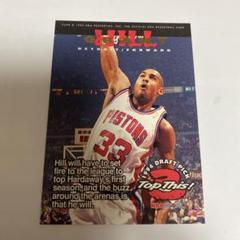 HILL
DETROIT/FORWARD
PISTONS
33
1994 DRAFT PICK
3
Top This!
Hill will have to set
fire to the league to
top Hardaway's first
season, and the buzz
around the arenas is
that he will.